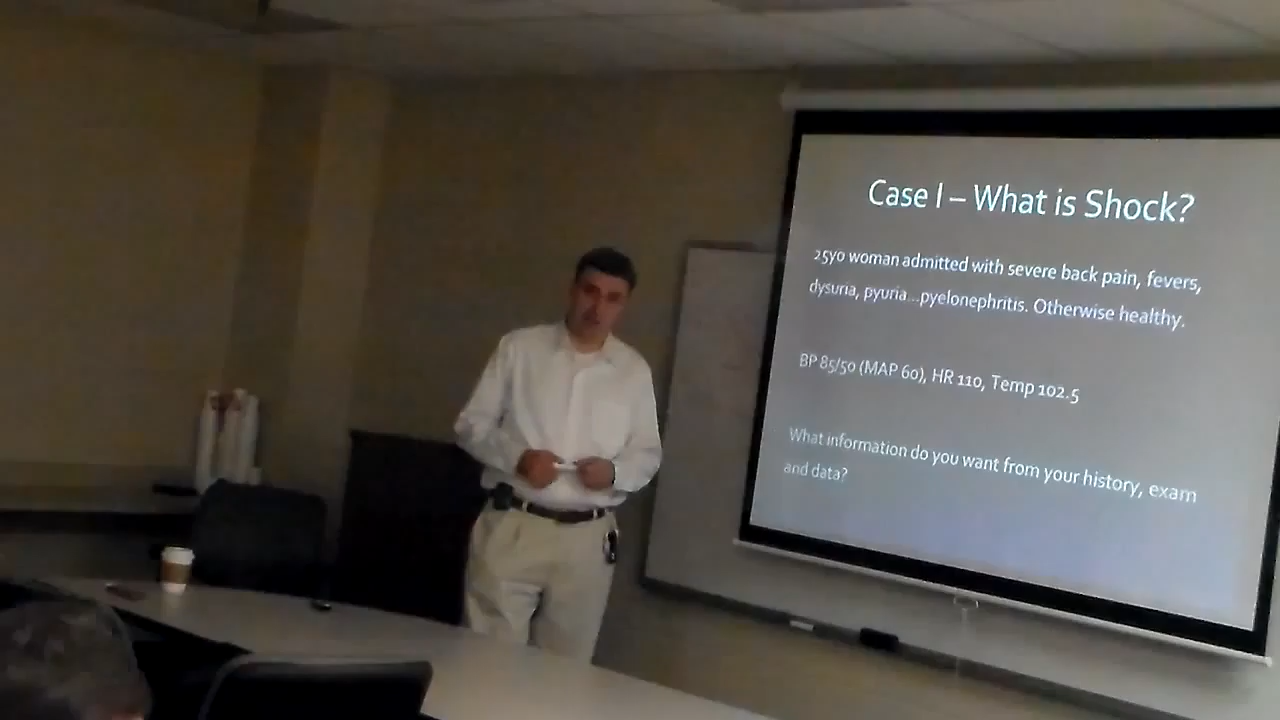 Case I – What is Shock?
25yo woman admitted with severe back pain, fevers,
dysuria, pyuria...pyelonephritis. Otherwise healthy.
BP 85/50 (MAP 60), HR 110, Temp 102.5
What information do you want from your history, exam
and data?